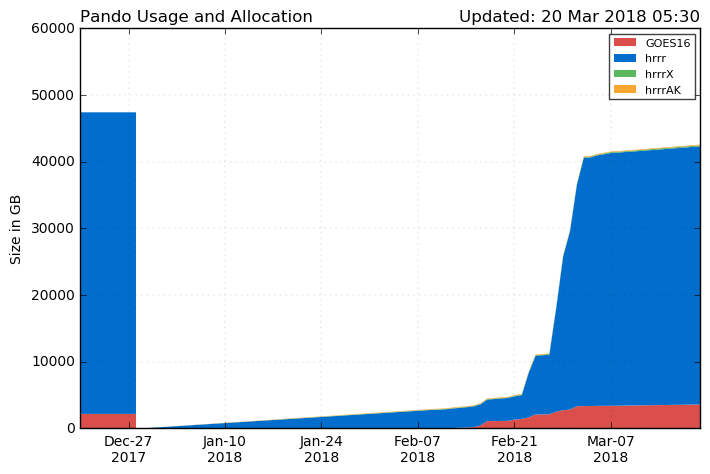 Pando Usage and Allocation Updated: 20 Mar 2018 05:30
GOES16
hrrr
hrrrX
hrrrAK
60000
50000
40000
30000
20000
10000
0
Size in GB
Dec-27 Jan-10 Jan-24 Feb-07 Feb-21 Mar-07
2017 2018 2018 2018 2018 2018